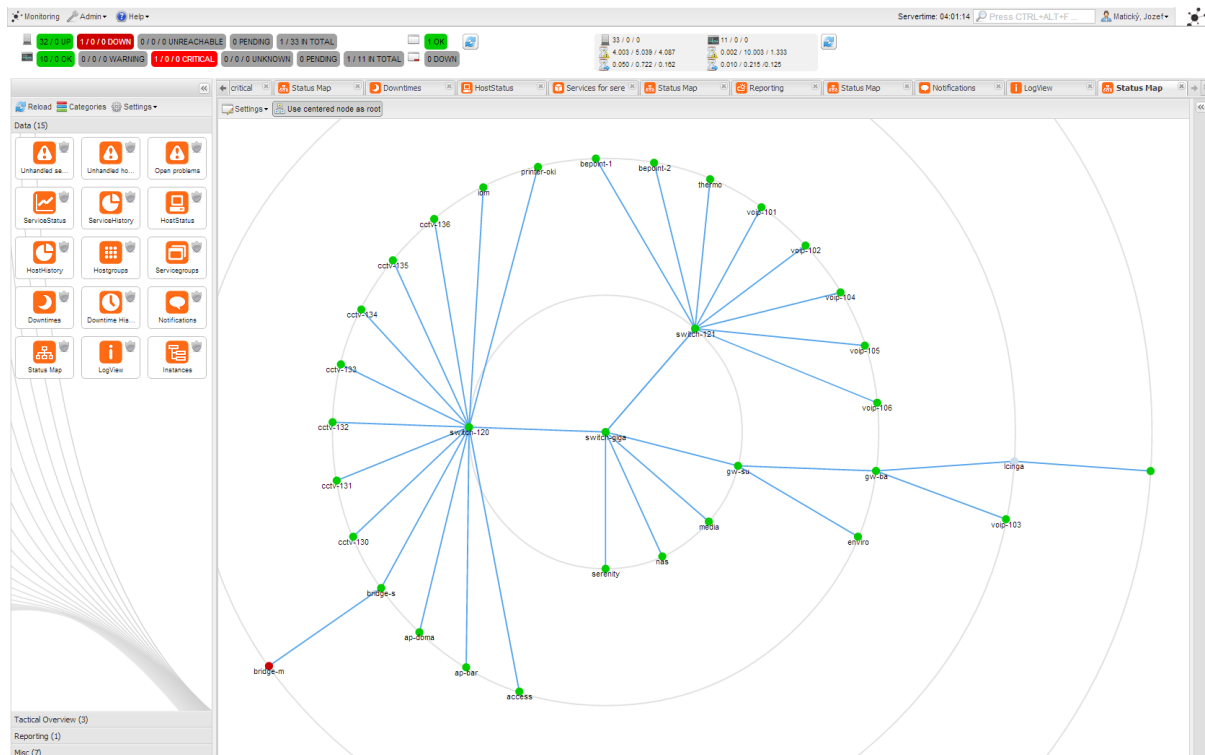 Monitoring Admin Help Servertime: 04:01:14 Press CTRL+ALT+F ... Matický, Jozef
32 / 0 UP 1 / 0 / 0 DOWN 0 / 0 / 0 UNREACHABLE 0 PENDING 1 / 33 IN TOTAL 1 OK 33 / 0 / 0 11 / 0 / 0
4.003 / 5.039 / 4.087 0.002 / 10.003 / 1.333
10 / 0 OK 0 / 0 / 0 WARNING 1 / 0 / 0 CRITICAL 0 / 0 / 0 UNKNOWN 0 PENDING 1 / 11 IN TOTAL 0 DOWN 0.050 / 0.722 / 0.162 0.010 / 0.215 /0.125
critical Status Map Downtimes HostStatus Services for sere Status Map Reporting Status Map Notifications LogView Status Map
Reload Categories Settings Settings Use centered node as root
Data (15)
Unhandled se... Unhandled ho... Open problems
ServiceStatus ServiceHistory HostStatus
HostHistory Hostgroups Servicegroups
Downtimes Downtime His... Notifications
Status Map LogView Instances
Tactical Overview (3)
Reporting (1)
Misc (7)
bepoint-1
bepoint-2
printer-oki
thermo
voip-101
cctv-136
voip-102
cctv-135
voip-104
cctv-134
switch-121
voip-105
cctv-133
voip-106
cctv-132
switch-120
switch-giga
icinga
gw-su
gw-ba
cctv-131
voip-103
media
cctv-130
enviro
nas
serenity
bridge-s
ap-doma
bridge-m
ap-bar
access